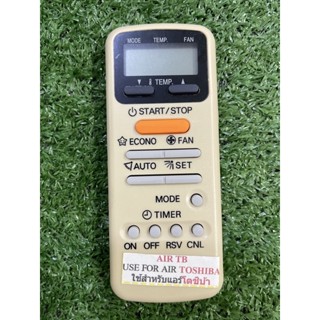 MODE TEMP. FAN
▼ TEMP. ▲
START/STOP
ECONO FAN
AUTO SET
MODE
TIMER
ON OFF RSV CNL
AIR TB
USE FOR AIR TOSHIBA
ใช้สำหรับแอร์โตชิบ้า